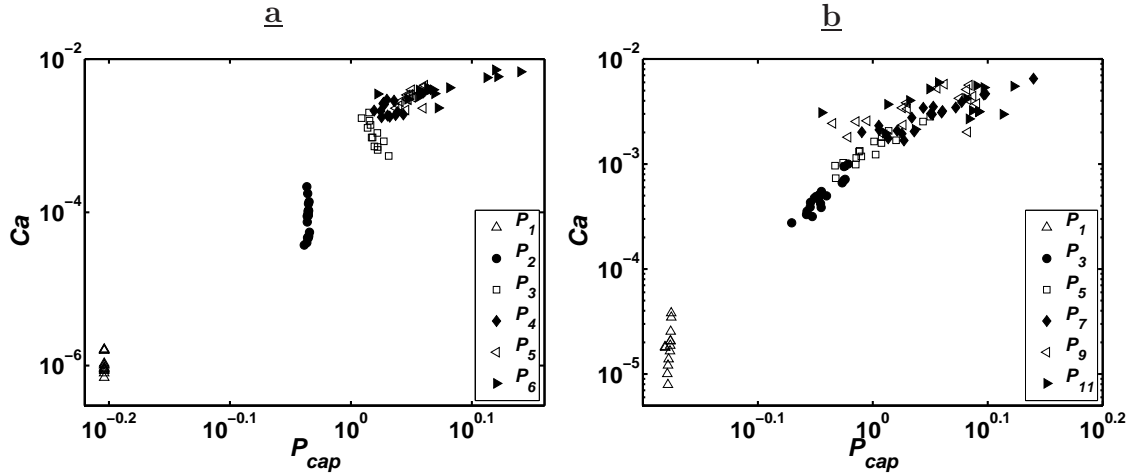 a
b
10^-2
10^-4
10^-6
Ca
10^-0.2
10^-0.1
10^0
10^0.1
P_cap
P_1
P_2
P_3
P_4
P_5
P_6
10^-2
10^-3
10^-4
10^-5
Ca
10^-0.1
10^0
10^0.1
10^0.2
P_cap
P_1
P_3
P_5
P_7
P_9
P_11